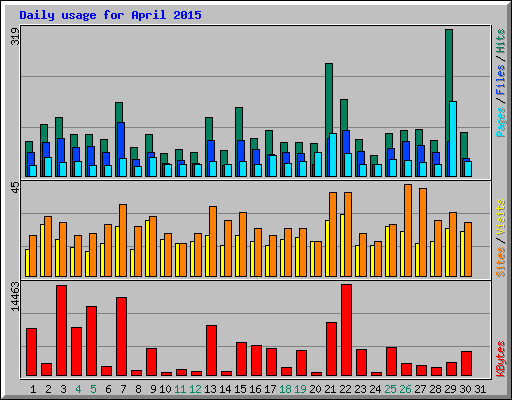 Daily usage for April 2015
319
Pages/Files/Hits
45
Sites/Visits
14463
KBytes
1 2 3 4 5 6 7 8 9 10 11 12 13 14 15 16 17 18 19 20 21 22 23 24 25 26 27 28 29 30 31